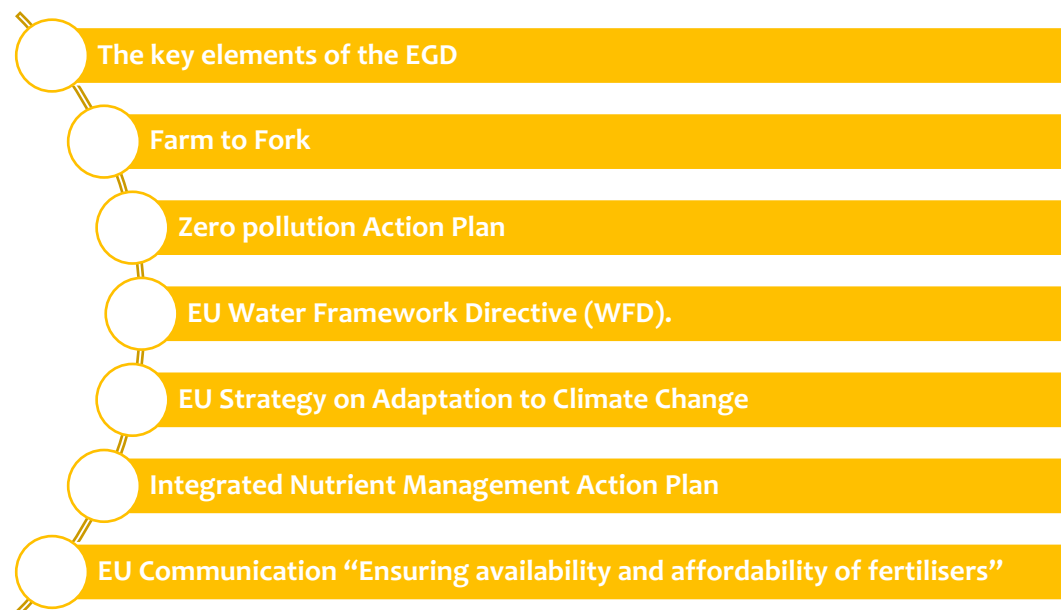 The key elements of the EGD
Farm to Fork
Zero pollution Action Plan
EU Water Framework Directive (WFD).
EU Strategy on Adaptation to Climate Change
Integrated Nutrient Management Action Plan
EU Communication “Ensuring availability and affordability of fertilisers”